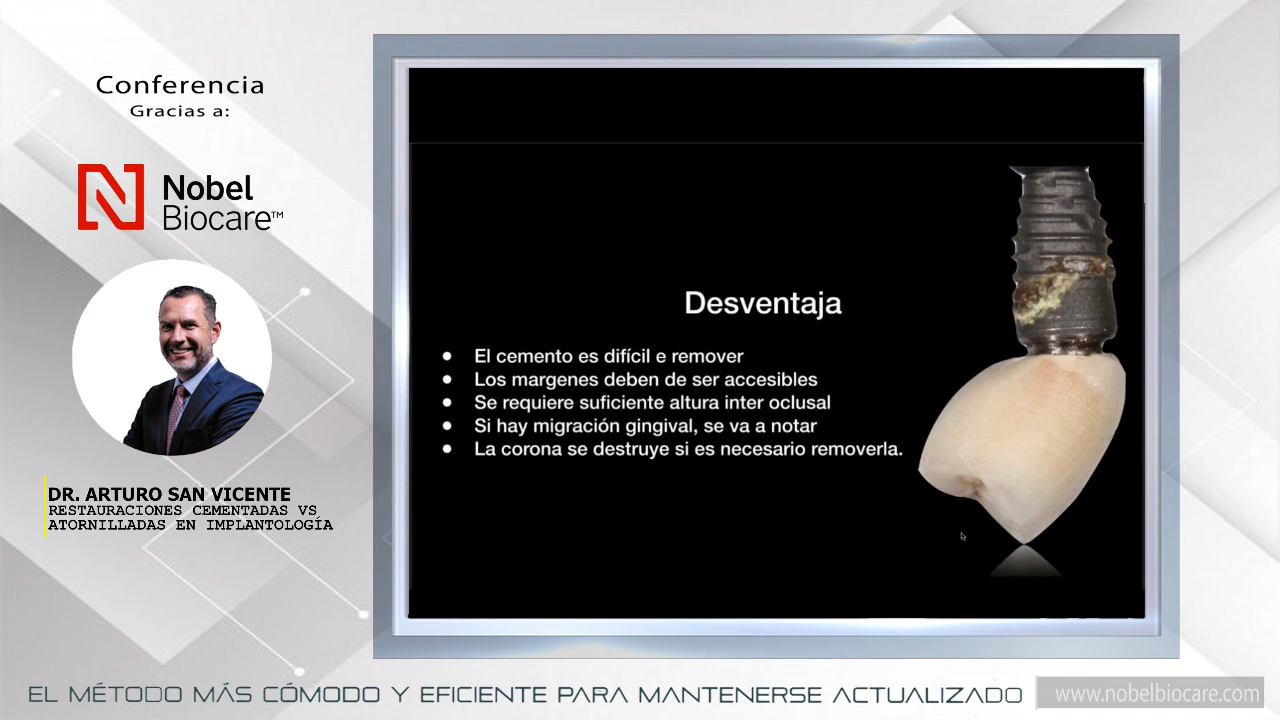 Conferencia
Gracias a:
Nobel
Biocare™
DR. ARTURO SAN VICENTE
RESTAURACIONES CEMENTADAS VS
ATORNILLADAS EN IMPLANTOLOGÍA
Desventaja
• El cemento es difícil e remover
• Los margenes deben de ser accesibles
• Se requiere suficiente altura inter oclusal
• Si hay migración gingival, se va a notar
• La corona se destruye si es necesario removerla.
EL MÉTODO MÁS CÓMODO Y EFICIENTE PARA MANTENERSE ACTUALIZADO
www.nobelbiocare.com